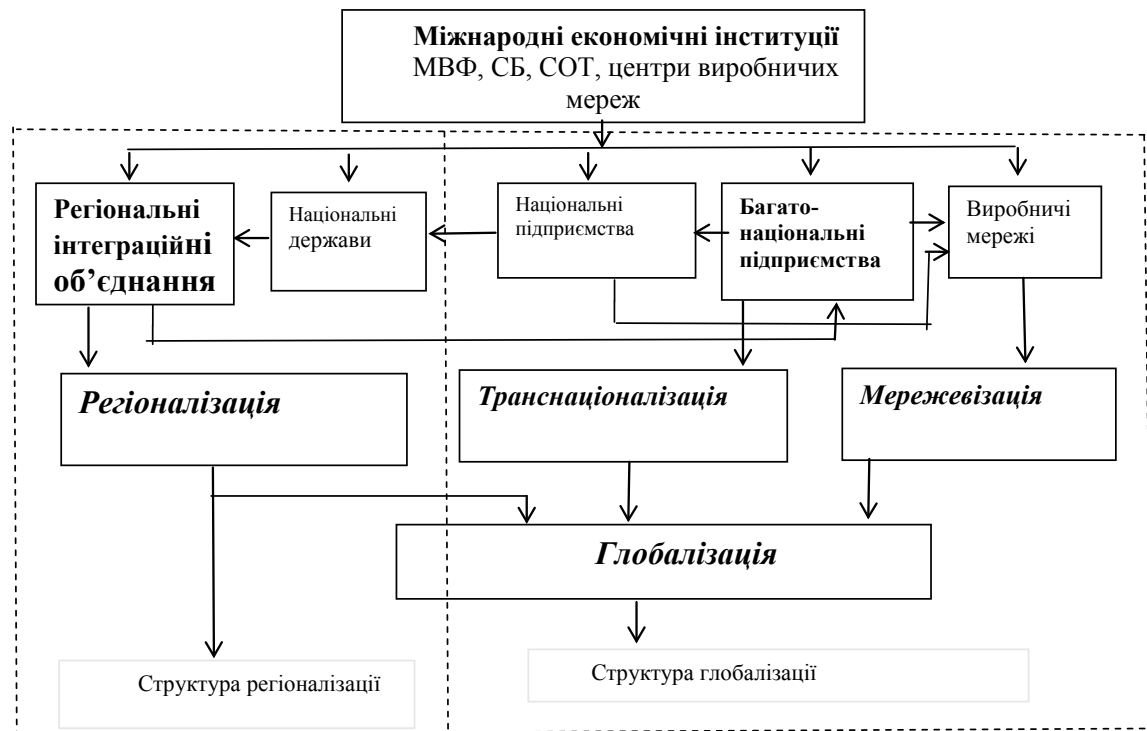 Міжнародні економічні інституції
МВФ, СБ, СОТ, центри виробничих
мереж
Регіональні
інтеграційні
об’єднання
Національні
держави
Національні
підприємства
Багато-
національні
підприємства
Виробничі
мережі
Регіоналізація
Транснаціоналізація
Мережевізація
Глобалізація
Структура регіоналізації
Структура глобалізації